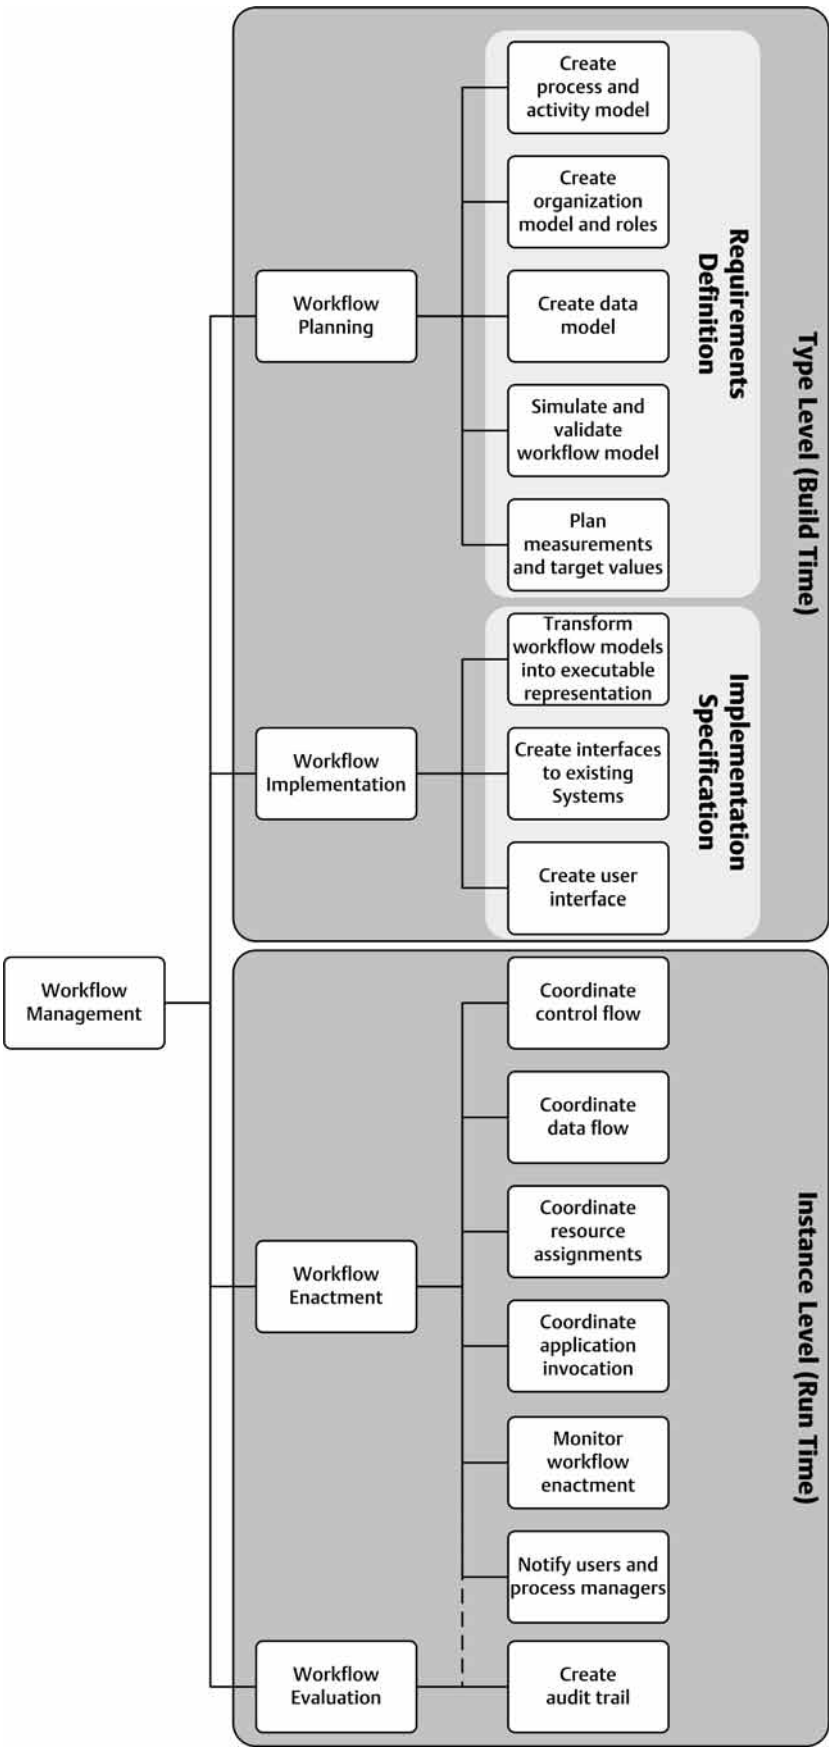 Create
process and
activity model
Create
organization
model and roles
Create data
model
Simulate and
validate
workflow model
Plan
measurements
and target values
Requirements
Definition
Type Level (Build Time)
Workflow
Planning
Transform
workflow models
into executable
representation
Create interfaces
to existing
Systems
Create user
interface
Implementation
Specification
Workflow
Implementation
Workflow
Management
Coordinate
control flow
Coordinate
data flow
Coordinate
resource
assignments
Coordinate
application
invocation
Monitor
workflow
enactment
Notify users and
process managers
Instance Level (Run Time)
Workflow
Enactment
Workflow
Evaluation
Create
audit trail